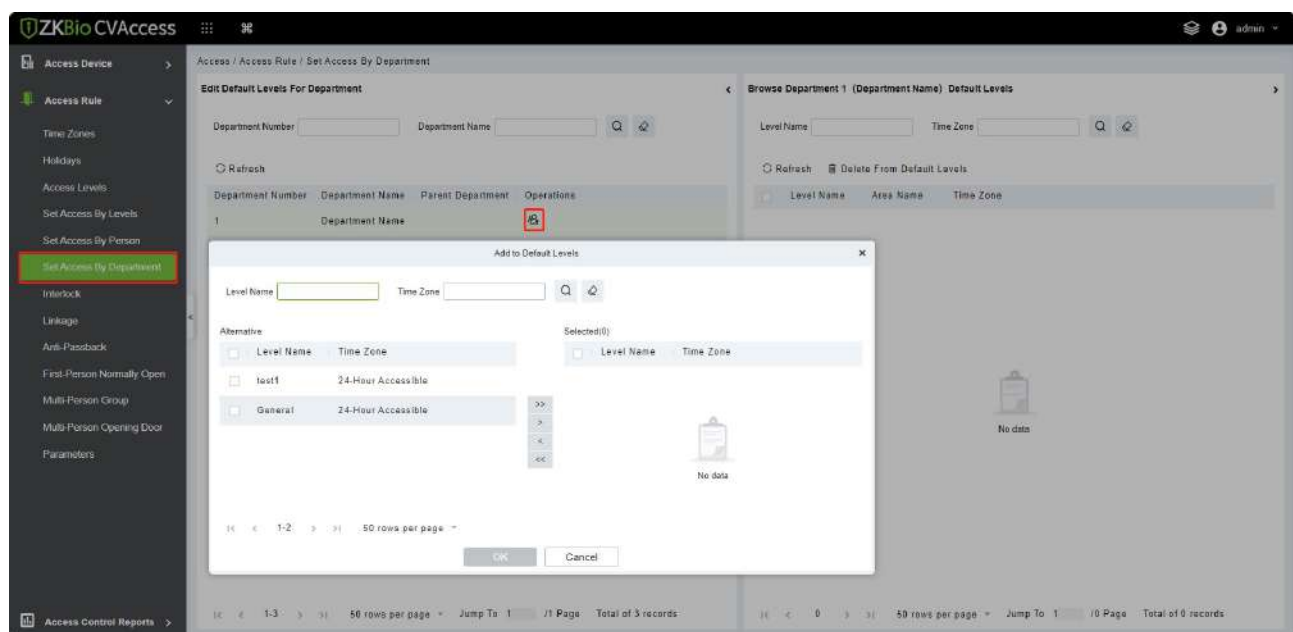 ZKBio CVAccess
admin
Access Device
Access Rule
Time Zones
Holidays
Access Levels
Set Access By Levels
Set Access By Person
Set Access By Department
Interlock
Linkage
Anti-Passback
First-Person Normally Open
Multi-Person Group
Multi-Person Opening Door
Parameters
Access Control Reports
Access / Access Rule / Set Access By Department
Edit Default Levels For Department
Department Number Department Name
Refresh
Department Number Department Name Parent Department Operations
1 Department Name
1-3 50 rows per page Jump To 1 /1 Page Total of 3 records
Browse Department 1 (Department Name) Default Levels
Level Name Time Zone
Refresh Delete From Default Levels
Level Name Area Name Time Zone
No data
0 50 rows per page Jump To 1 /0 Page Total of 0 records
Add to Default Levels
Level Name Time Zone
Alternative
Level Name Time Zone
test1 24-Hour Accessible
General 24-Hour Accessible
>>
>
<
<<
Selected(0)
Level Name Time Zone
No data
1-2 50 rows per page
OK Cancel